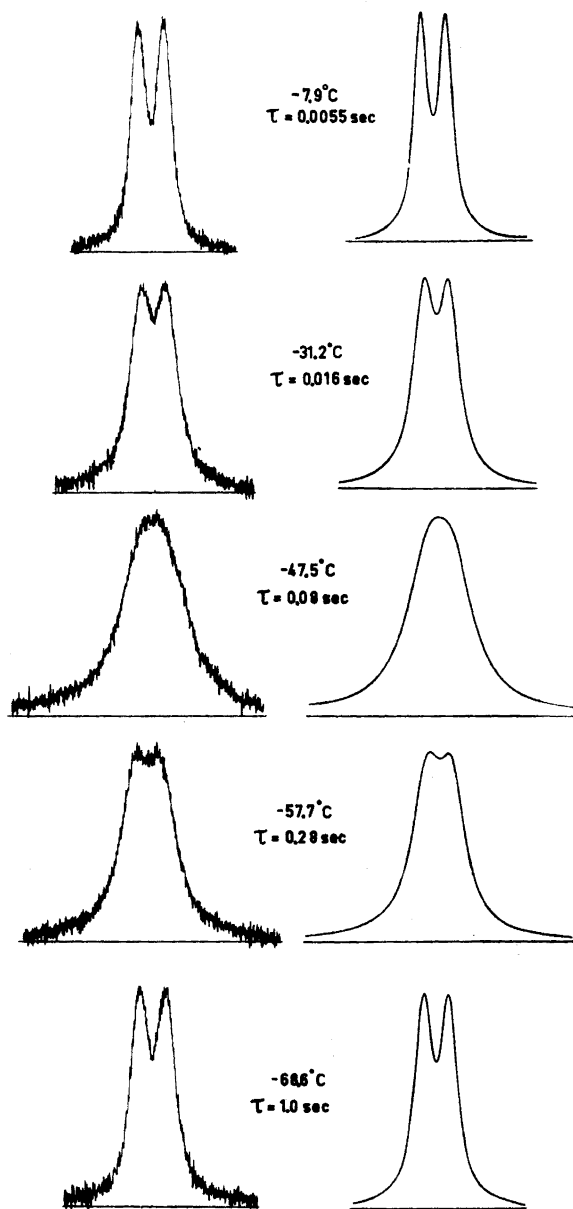 -7.9°C
τ = 0.0055 sec
-31.2°C
τ = 0.016 sec
-47.5°C
τ = 0.08 sec
-57.7°C
τ = 0.28 sec
-68.6°C
τ = 1.0 sec